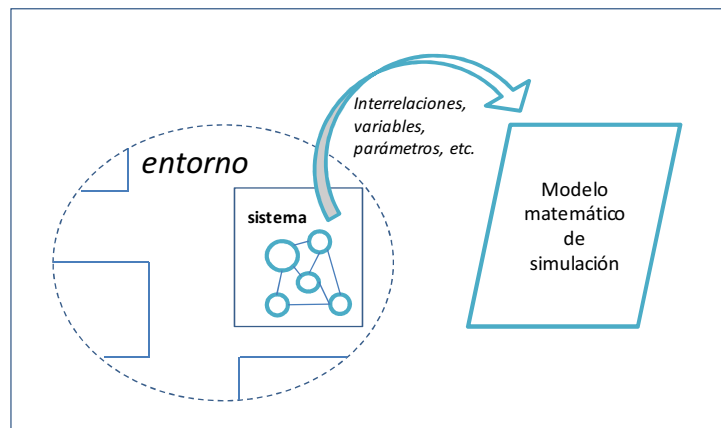 Interrelaciones,
variables,
parámetros, etc.
entorno
sistema
Modelo
matemático
de
simulación